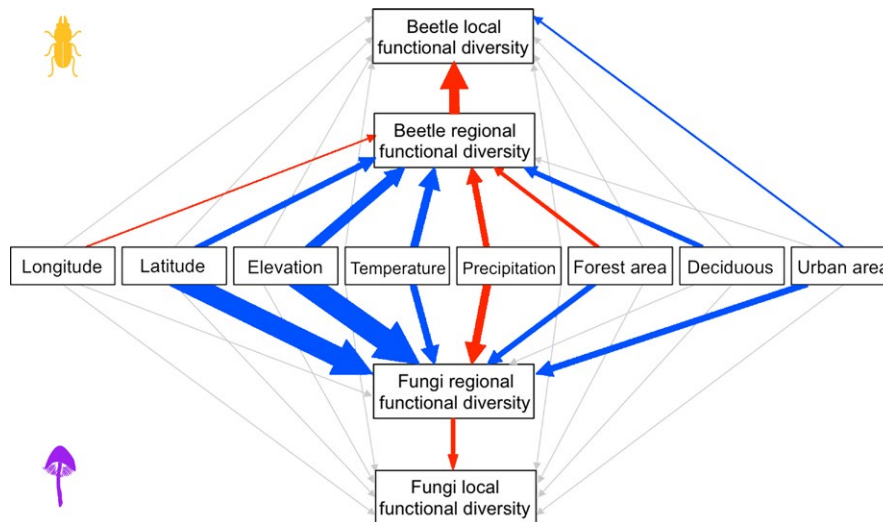 Beetle local
functional diversity
Beetle regional
functional diversity
Longitude
Latitude
Elevation
Temperature
Precipitation
Forest area
Deciduous
Urban area
Fungi regional
functional diversity
Fungi local
functional diversity